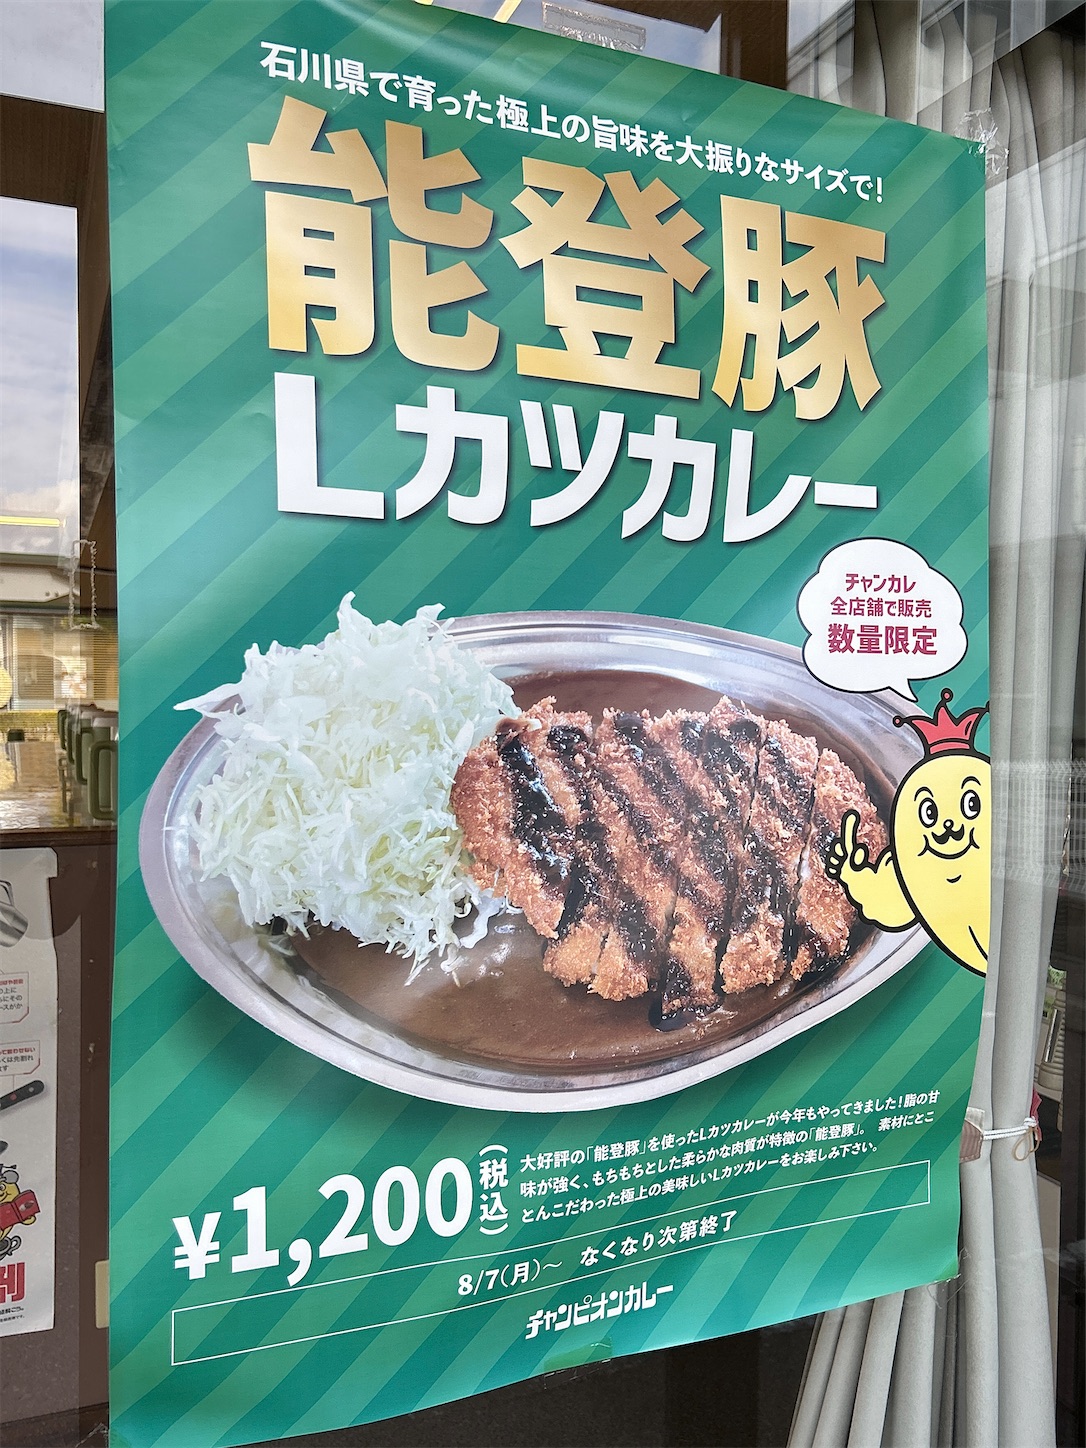 石川県で育った極上の旨味を大振りなサイズで!
能登豚
Lカツカレー
チャンカレ
全店舗で販売
数量限定
¥1,200(税込)
大好評の「能登豚」を使ったLカツカレーが今年もやってきました!脂の甘
味が強く、もちもちとした柔らかな肉質が特徴の「能登豚」。 素材にとこ
とんこだわった極上の美味しいLカツカレーをお楽しみ下さい。
8/7(月)〜 なくなり次第終了
チャンピオンカレー